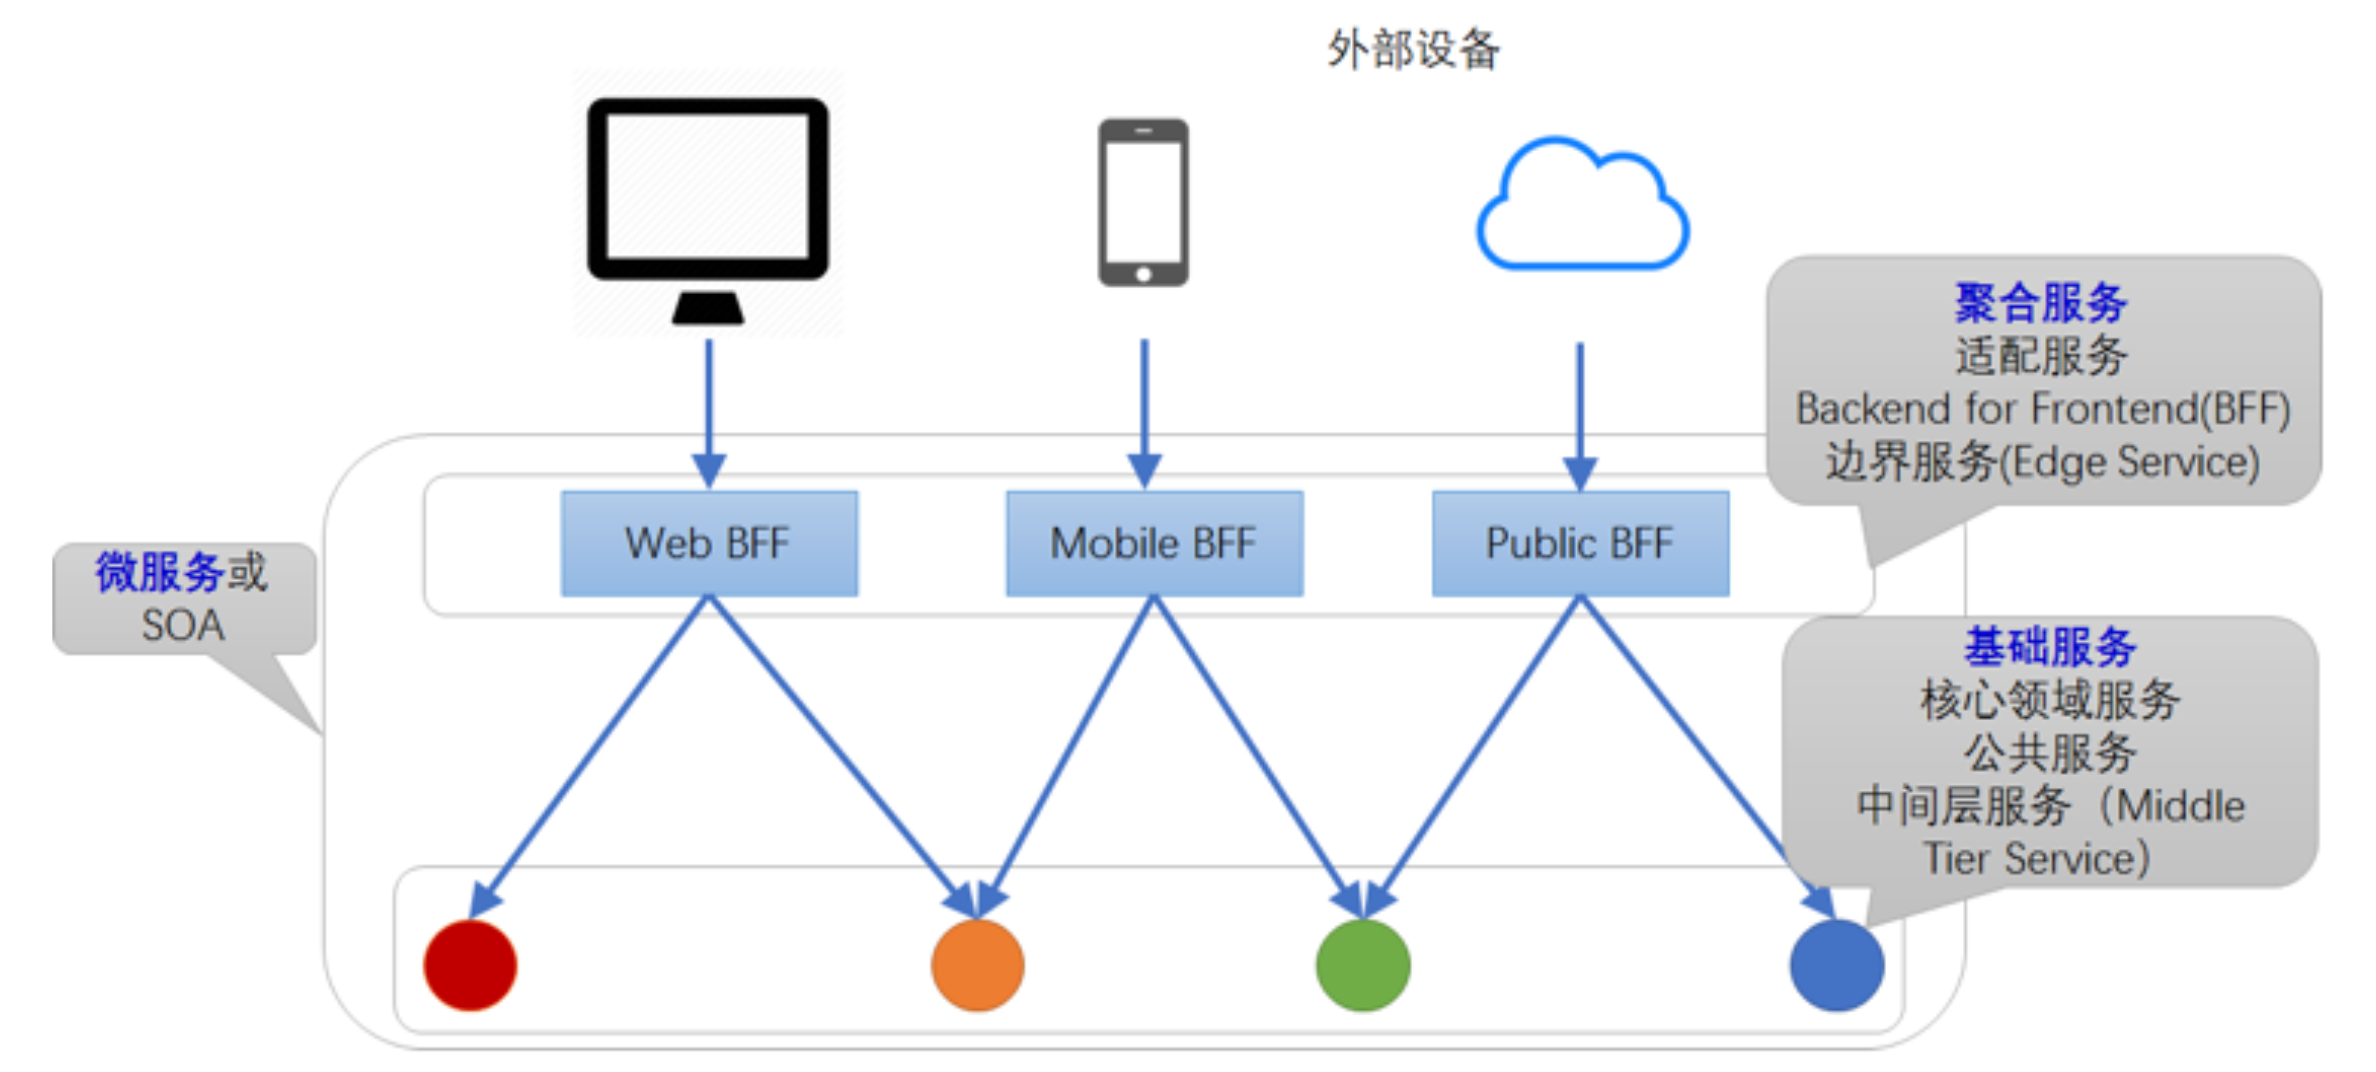 外部设备
聚合服务
适配服务
Backend for Frontend(BFF)
边界服务(Edge Service)
Web BFF
Mobile BFF
Public BFF
微服务或
SOA
基础服务
核心领域服务
公共服务
中间层服务（Middle
Tier Service）